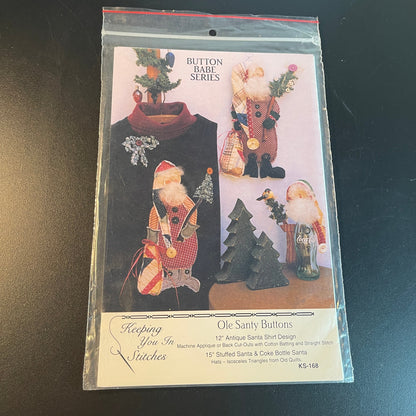 BUTTON
BABE
SERIES
Coca-Cola
Keeping
You In
Stitches
Ole Santy Buttons
12" Antique Santa Shirt Design
Machine Applique or Back Cut-Outs with Cotton Batting and Straight Stitch
15" Stuffed Santa & Coke Bottle Santa
Hats – Isosceles Triangles from Old Quilts
KS-168